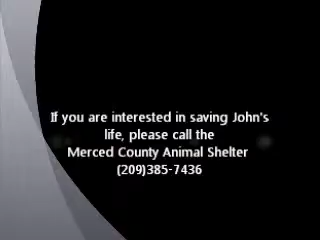 If you are interested in saving John's
life, please call the
Merced County Animal Shelter
(209)385-7436